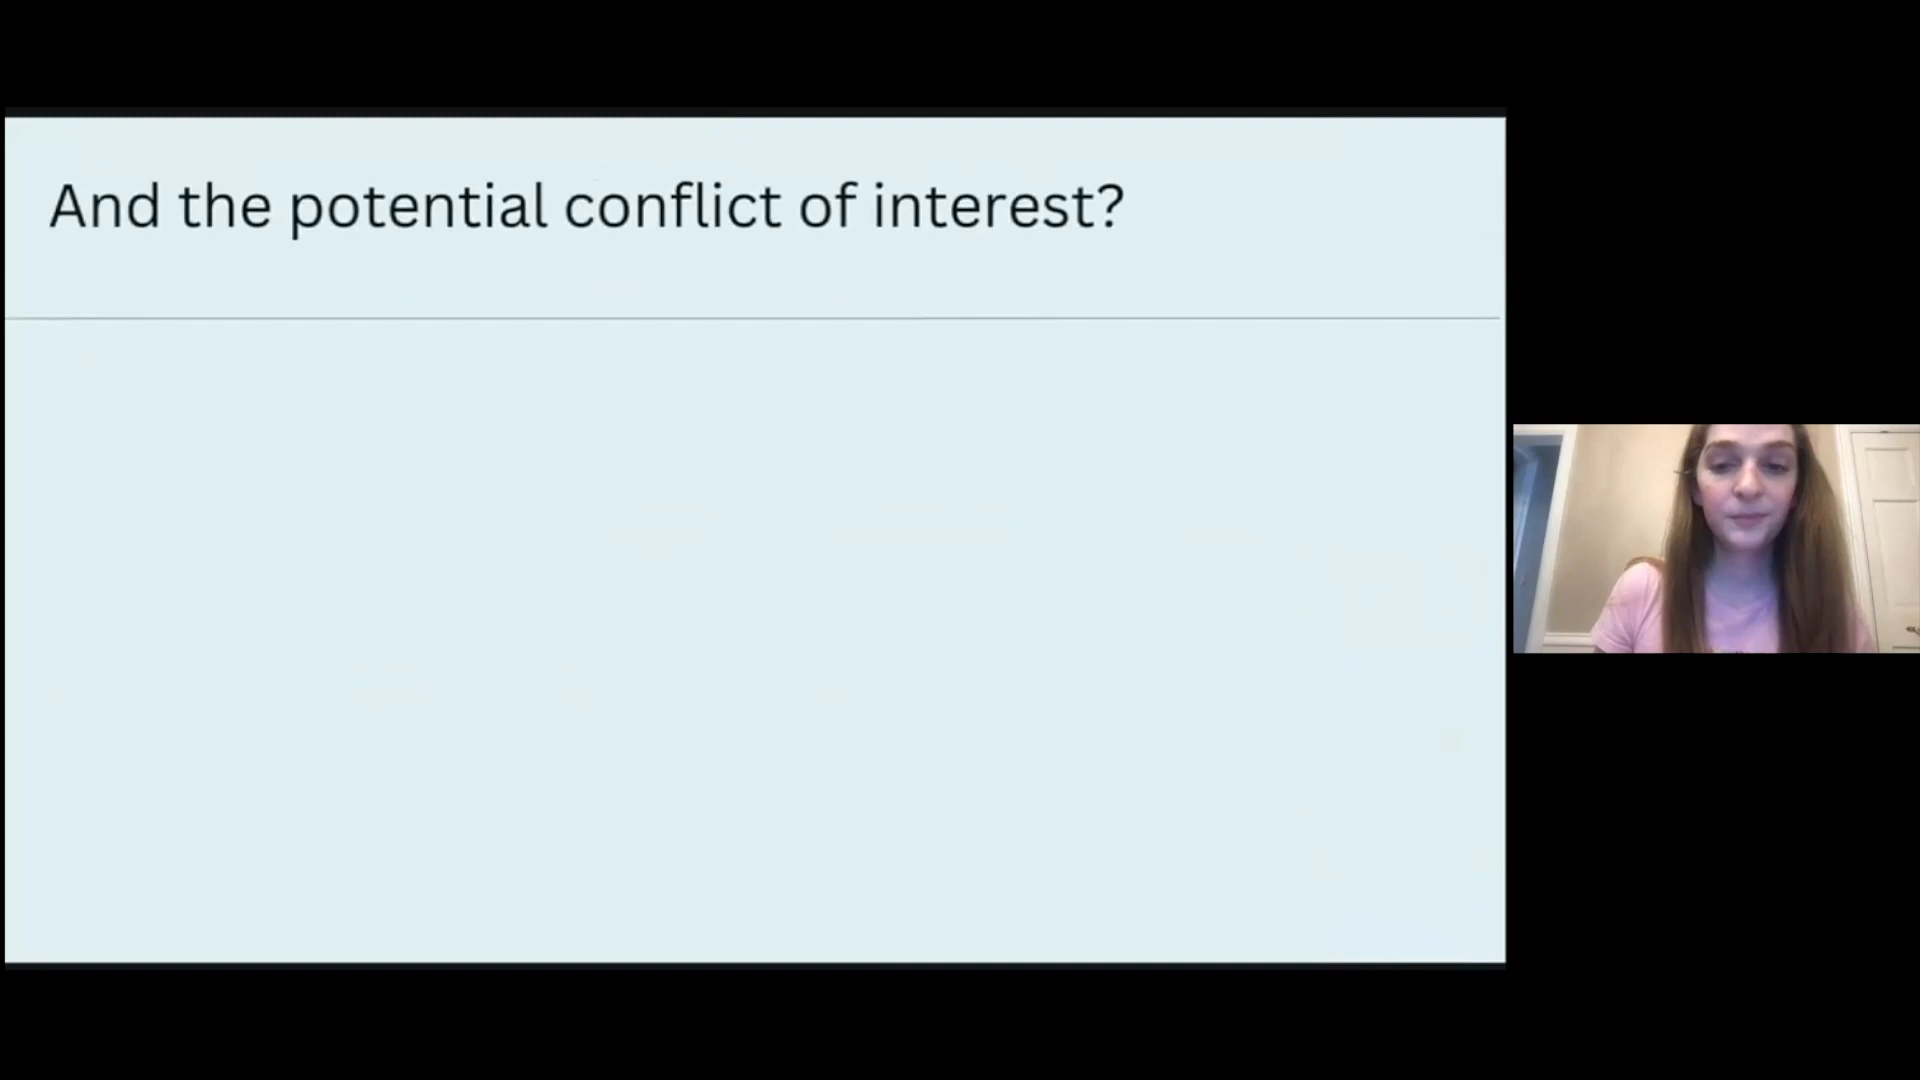 And the potential conflict of interest?